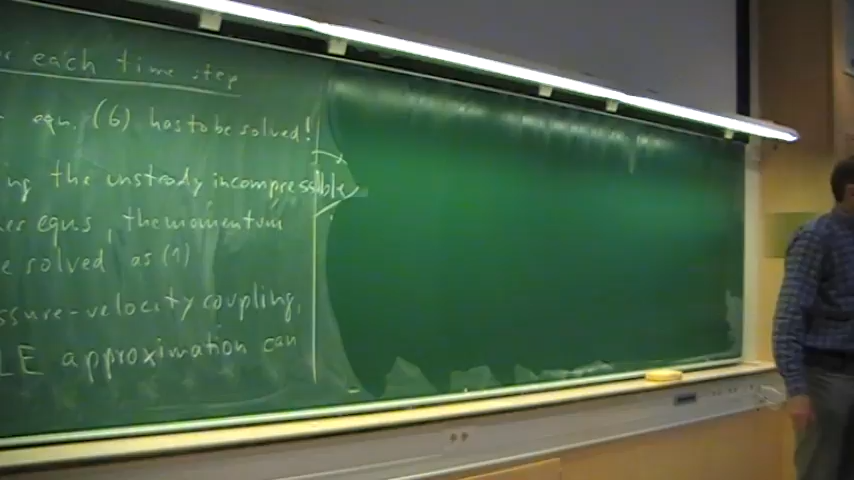 each time step
eqn. (6) has to be solved!
ng the unsteady incompressible
er equs, the momentum
e solved as (1)
ssure-velocity coupling,
LE approximation can